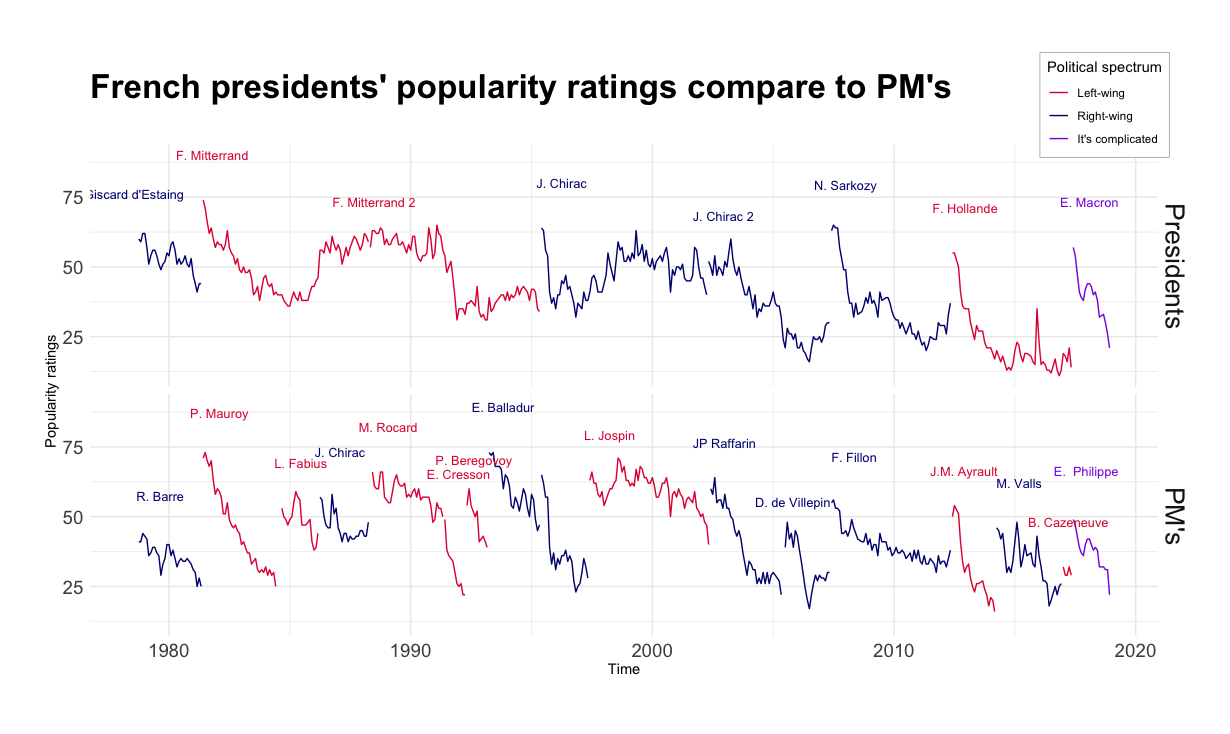 French presidents' popularity ratings compare to PM's
Political spectrum
Left-wing
Right-wing
It's complicated
F. Mitterrand
Giscard d'Estaing
F. Mitterrand 2
J. Chirac
J. Chirac 2
N. Sarkozy
F. Hollande
E. Macron
75
50
25
Presidents
Popularity ratings
E. Balladur
P. Mauroy
M. Rocard
L. Jospin
JP Raffarin
J. Chirac
F. Fillon
L. Fabius
P. Beregovoy
E. Cresson
J.M. Ayrault
E. Philippe
M. Valls
R. Barre
D. de Villepin
B. Cazeneuve
75
50
25
PM's
1980 1990 2000 2010 2020
Time